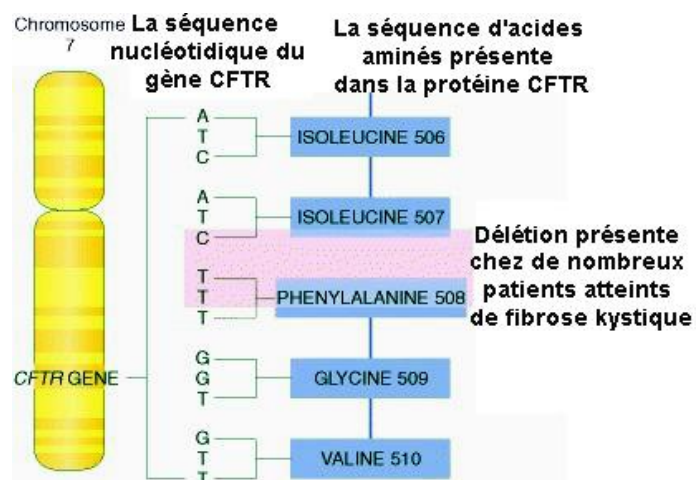 Chromosome
7
La séquence
nucléotidique du
gène CFTR
La séquence d'acides
aminés présente
dans la protéine CFTR
A
T
C
ISOLEUCINE 506
A
T
C
ISOLEUCINE 507
T
T
T
PHENYLALANINE 508
Délétion présente
chez de nombreux
patients atteints
de fibrose kystique
CFTR GENE
G
G
T
GLYCINE 509
G
T
T
VALINE 510